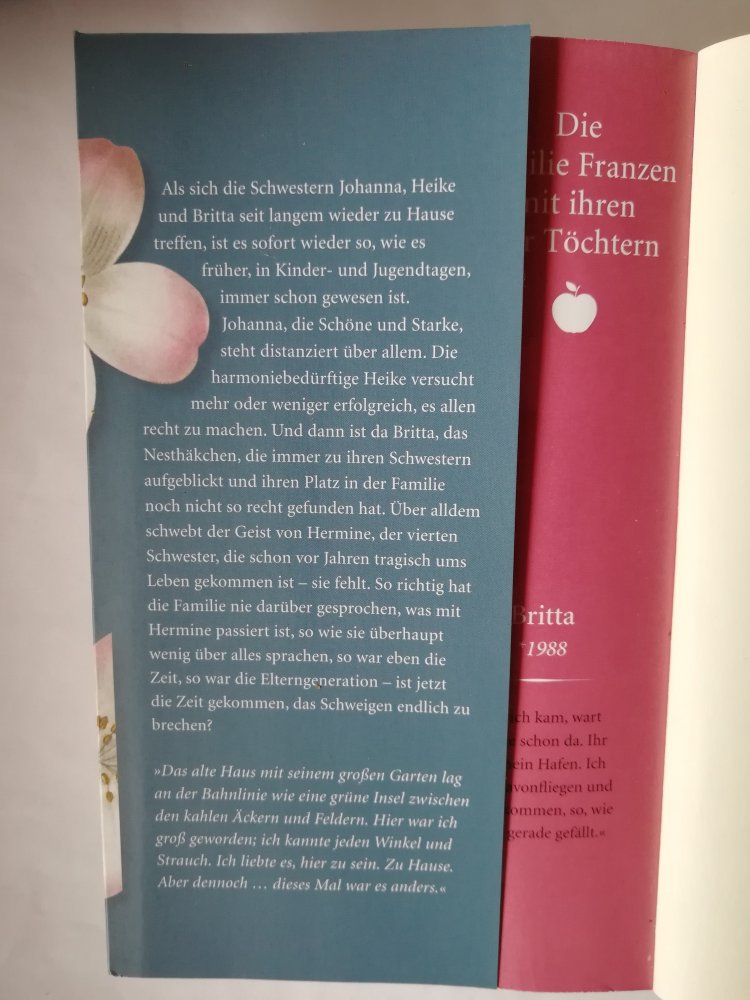 Als sich die Schwestern Johanna, Heike
und Britta seit langem wieder zu Hause
treffen, ist es sofort wieder so, wie es
früher, in Kinder- und Jugendtagen,
immer schon gewesen ist.
Johanna, die Schöne und Starke,
steht distanziert über allem. Die
harmoniebedürftige Heike versucht
mehr oder weniger erfolgreich, es allen
recht zu machen. Und dann ist da Britta, das
Nesthäkchen, die immer zu ihren Schwestern
aufgeblickt und ihren Platz in der Familie
noch nicht so recht gefunden hat. Über alldem
schwebt der Geist von Hermine, der vierten
Schwester, die schon vor Jahren tragisch ums
Leben gekommen ist – sie fehlt. So richtig hat
die Familie nie darüber gesprochen, was mit
Hermine passiert ist, so wie sie überhaupt
wenig über alles sprachen, so war eben die
Zeit, so war die Elterngeneration – ist jetzt
die Zeit gekommen, das Schweigen endlich zu
brechen?
»Das alte Haus mit seinem großen Garten lag
an der Bahnlinie wie eine grüne Insel zwischen
den kahlen Äckern und Feldern. Hier war ich
groß geworden; ich kannte jeden Winkel und
Strauch. Ich liebte es, hier zu sein. Zu Hause.
Aber dennoch … dieses Mal war es anders.«
Die
ilie Franzen
it ihren
r Töchtern
Britta
*1988
ich kam, wart
schon da. Ihr
ein Hafen. Ich
avonfliegen und
kommen, so, wie
gerade gefällt.«